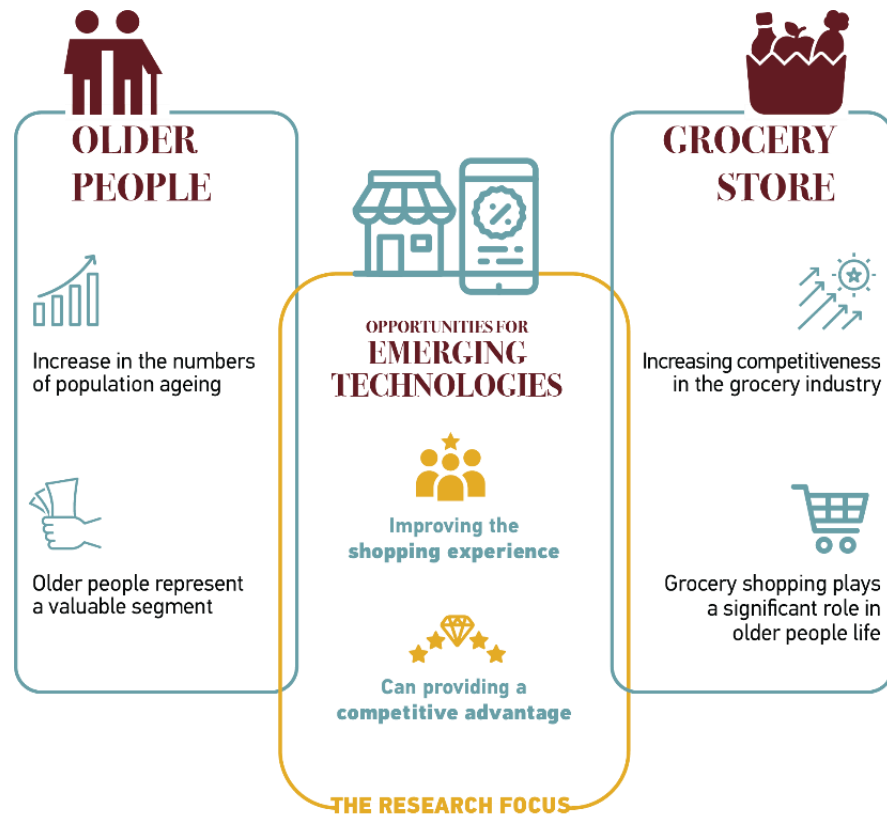 OLDER
PEOPLE
Increase in the numbers
of population ageing
Older people represent
a valuable segment
OPPORTUNITIES FOR
EMERGING
TECHNOLOGIES
%
Improving the
shopping experience
Can providing a
competitive advantage
THE RESEARCH FOCUS
GROCERY
STORE
Increasing competitiveness
in the grocery industry
Grocery shopping plays
a significant role in
older people life